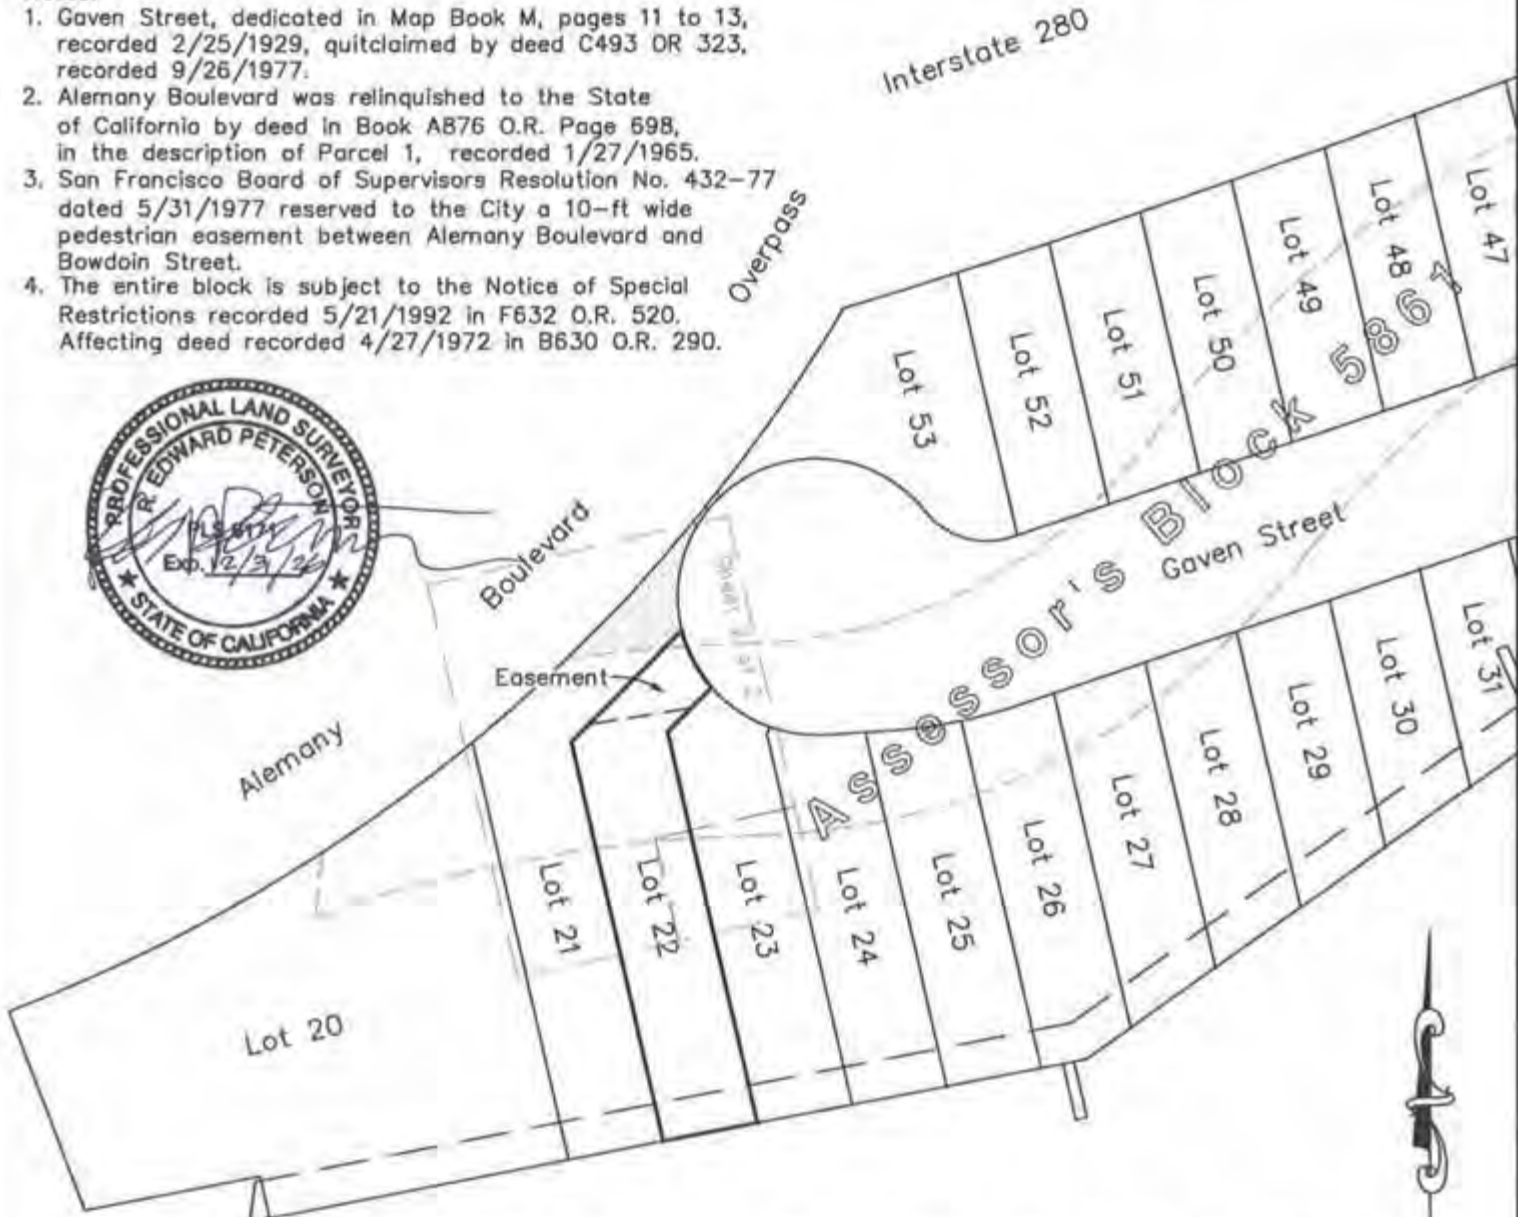 1. Gaven Street, dedicated in Map Book M, pages 11 to 13,
recorded 2/25/1929, quitclaimed by deed C493 OR 323,
recorded 9/26/1977.
2. Alemany Boulevard was relinquished to the State
of California by deed in Book A876 O.R. Page 698,
in the description of Parcel 1, recorded 1/27/1965.
3. San Francisco Board of Supervisors Resolution No. 432-77
dated 5/31/1977 reserved to the City a 10-ft wide
pedestrian easement between Alemany Boulevard and
Bowdoin Street.
4. The entire block is subject to the Notice of Special
Restrictions recorded 5/21/1992 in F632 O.R. 520.
Affecting deed recorded 4/27/1972 in B630 O.R. 290.
Interstate 280
Overpass
PROFESSIONAL LAND SURVEYOR
R. EDWARD PETERSON
Exp.
STATE OF CALIFORNIA
Boulevard
Alemany
Easement
Gaven Street
Assessor's Block 5861
Lot 53
Lot 52
Lot 51
Lot 50
Lot 49
Lot 48
Lot 47
Lot 20
Lot 21
Lot 22
Lot 23
Lot 24
Lot 25
Lot 26
Lot 27
Lot 28
Lot 29
Lot 30
Lot 31